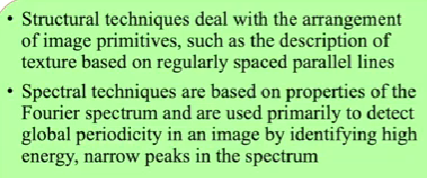 • Structural techniques deal with the arrangement
of image primitives, such as the description of
texture based on regularly spaced parallel lines
• Spectral techniques are based on properties of the
Fourier spectrum and are used primarily to detect
global periodicity in an image by identifying high
energy, narrow peaks in the spectrum